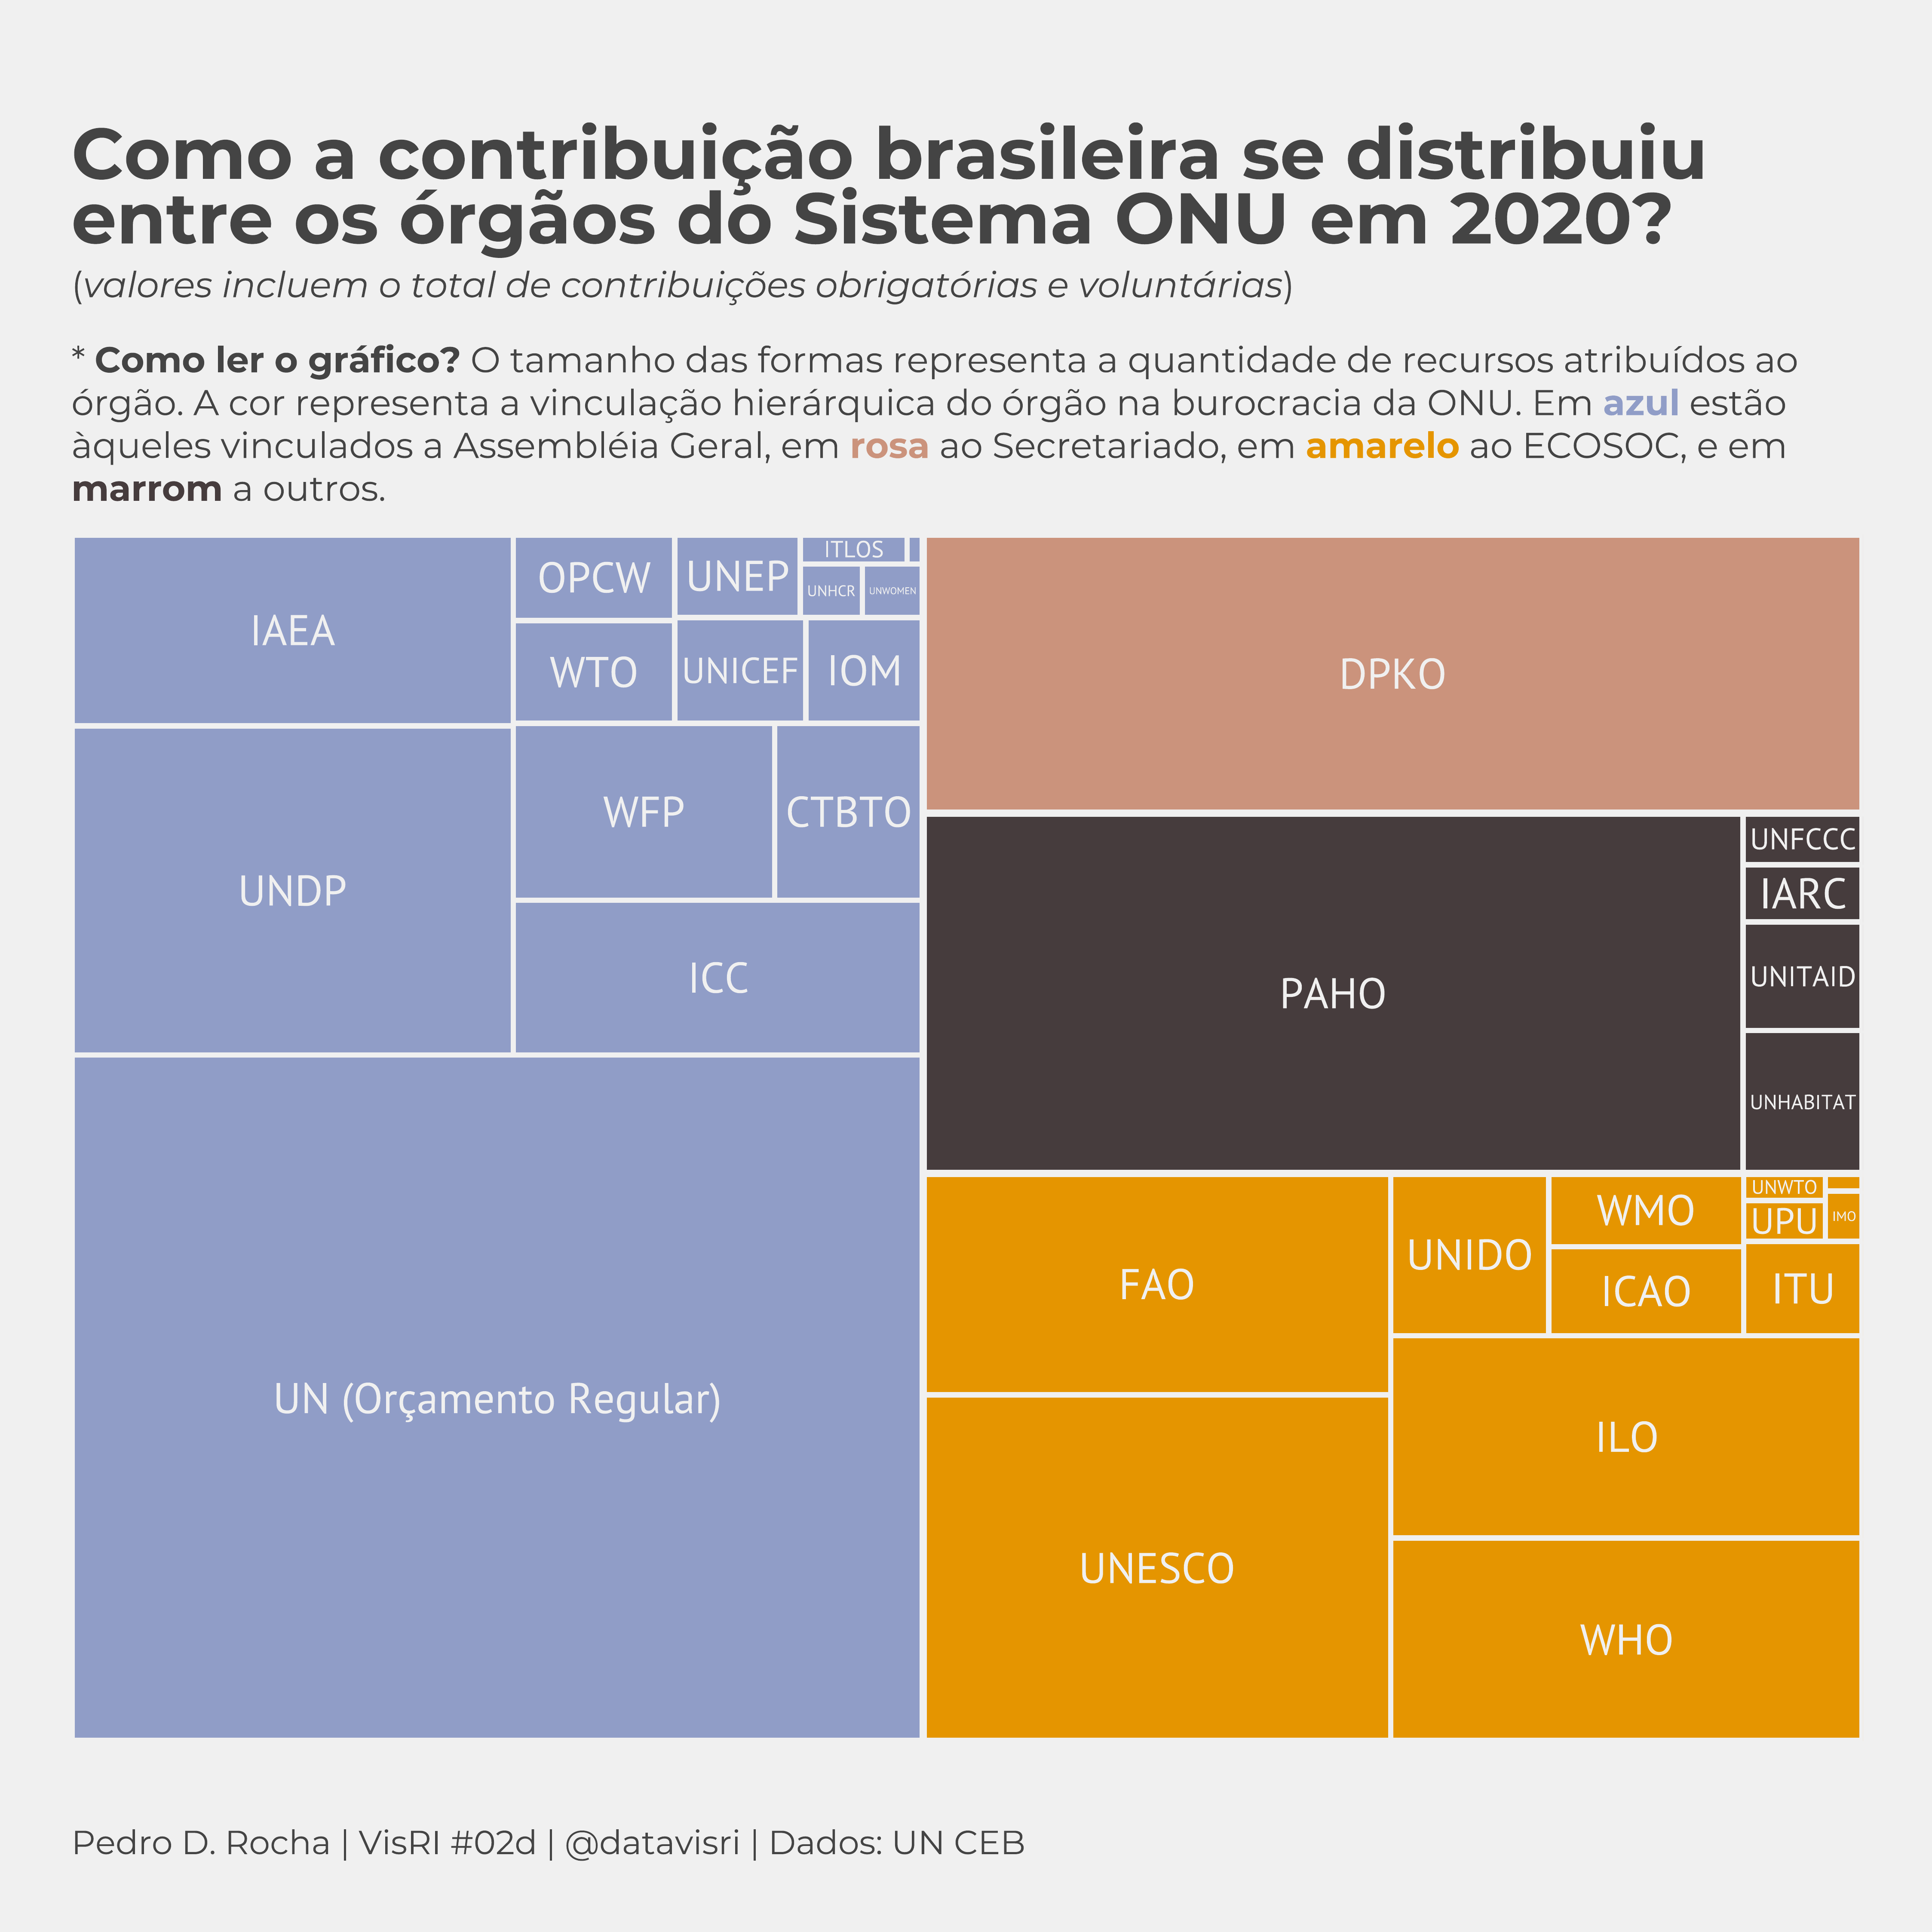 Como a contribuição brasileira se distribuiu
entre os órgãos do Sistema ONU em 2020?
(valores incluem o total de contribuições obrigatórias e voluntárias)
* Como ler o gráfico? O tamanho das formas representa a quantidade de recursos atribuídos ao
órgão. A cor representa a vinculação hierárquica do órgão na burocracia da ONU. Em azul estão
àqueles vinculados a Assembléia Geral, em rosa ao Secretariado, em amarelo ao ECOSOC, e em
marrom a outros.
IAEA
OPCW
UNEP
ITLOS
UNHCR
UNWOMEN
WTO
UNICEF
IOM
UNDP
WFP
CTBTO
ICC
UN (Orçamento Regular)
DPKO
PAHO
UNFCCC
IARC
UNITAID
UNHABITAT
FAO
UNIDO
WMO
ICAO
UNWTO
UPU
IMO
ITU
UNESCO
ILO
WHO
Pedro D. Rocha | VisRI #02d | @datavisri | Dados: UN CEB